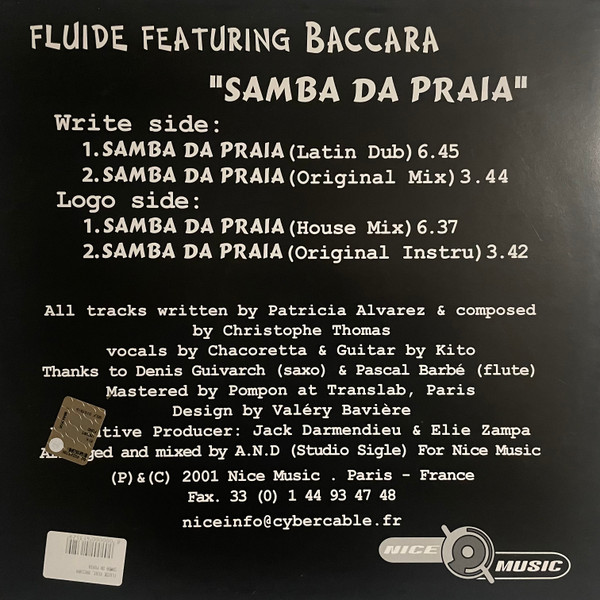 FLUIDE FEATURING BACCARA
"SAMBA DA PRAIA"
Write side:
1.SAMBA DA PRAIA(Latin Dub)6.45
2.SAMBA DA PRAIA(Original Mix)3.44
Logo side:
1.SAMBA DA PRAIA(House Mix)6.37
2.SAMBA DA PRAIA(Original Instru)3.42
All tracks written by Patricia Alvarez & composed
by Christophe Thomas
vocals by Chacoretta & Guitar by Kito
Thanks to Denis Guivarch (saxo) & Pascal Barbé (flute)
Mastered by Pompon at Translab, Paris
Design by Valéry Bavière
Producer: Jack Darmendieu & Elie Zampa
and mixed by A.N.D (Studio Sigle) For Nice Music
(P)&(C) 2001 Nice Music . Paris - France
Fax. 33 (0) 1 44 93 47 48
niceinfo@cybercable.fr
NICE
MUSIC